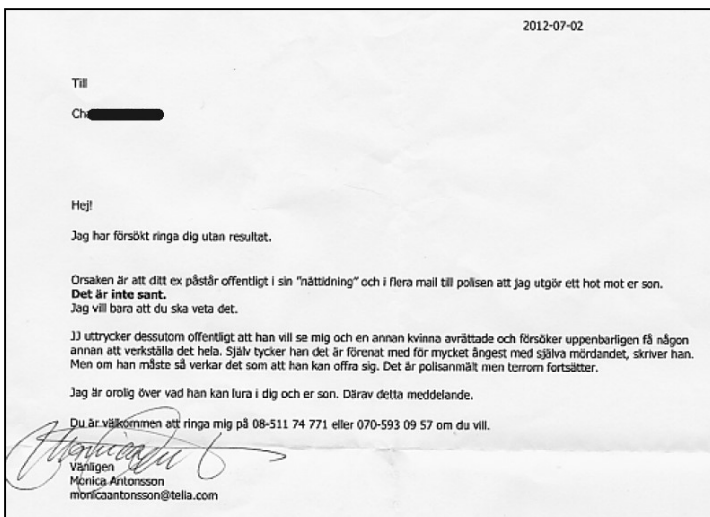 2012-07-02
Till
Ch
Hej!
Jag har försökt ringa dig utan resultat.
Orsaken är att ditt ex påstår offentligt i sin "nättidning" och i flera mail till polisen att jag utgör ett hot mot er son.
Det är inte sant.
Jag vill bara att du ska veta det.
JJ uttrycker dessutom offentligt att han vill se mig och en annan kvinna avrättade och försöker uppenbarligen få någon
annan att verkställa det hela. Själv tycker han det är förenat med för mycket ångest med själva mördandet, skriver han.
Men om han måste så verkar det som att han kan offra sig. Det är polisanmält men terrorn fortsätter.
Jag är orolig över vad han kan lura i dig och er son. Därav detta meddelande.
Du är välkommen att ringa mig på 08-511 74 771 eller 070-593 09 57 om du vill.
Vänligen
Monica Antonsson
monicaantonsson@telia.com